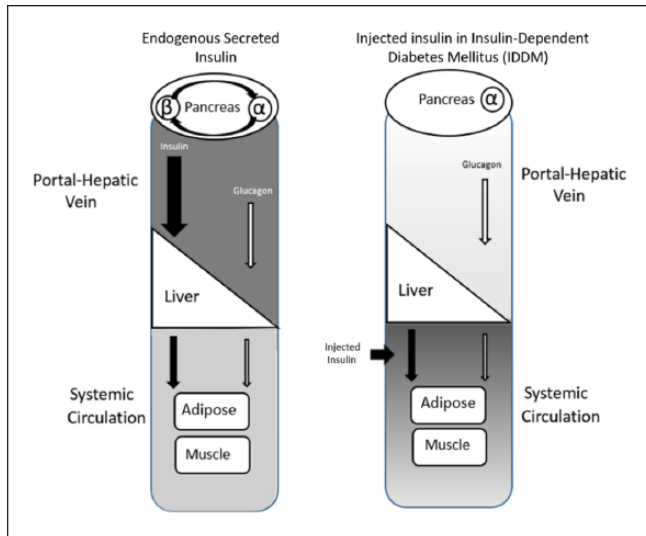 Endogenous Secreted
Insulin
β
Pancreas
α
Insulin
Glucagon
Portal-Hepatic
Vein
Liver
Systemic
Circulation
Adipose
Muscle
Injected insulin in Insulin-Dependent
Diabetes Mellitus (IDDM)
Pancreas
α
Glucagon
Portal-Hepatic
Vein
Liver
Injected
Insulin
Systemic
Circulation
Adipose
Muscle